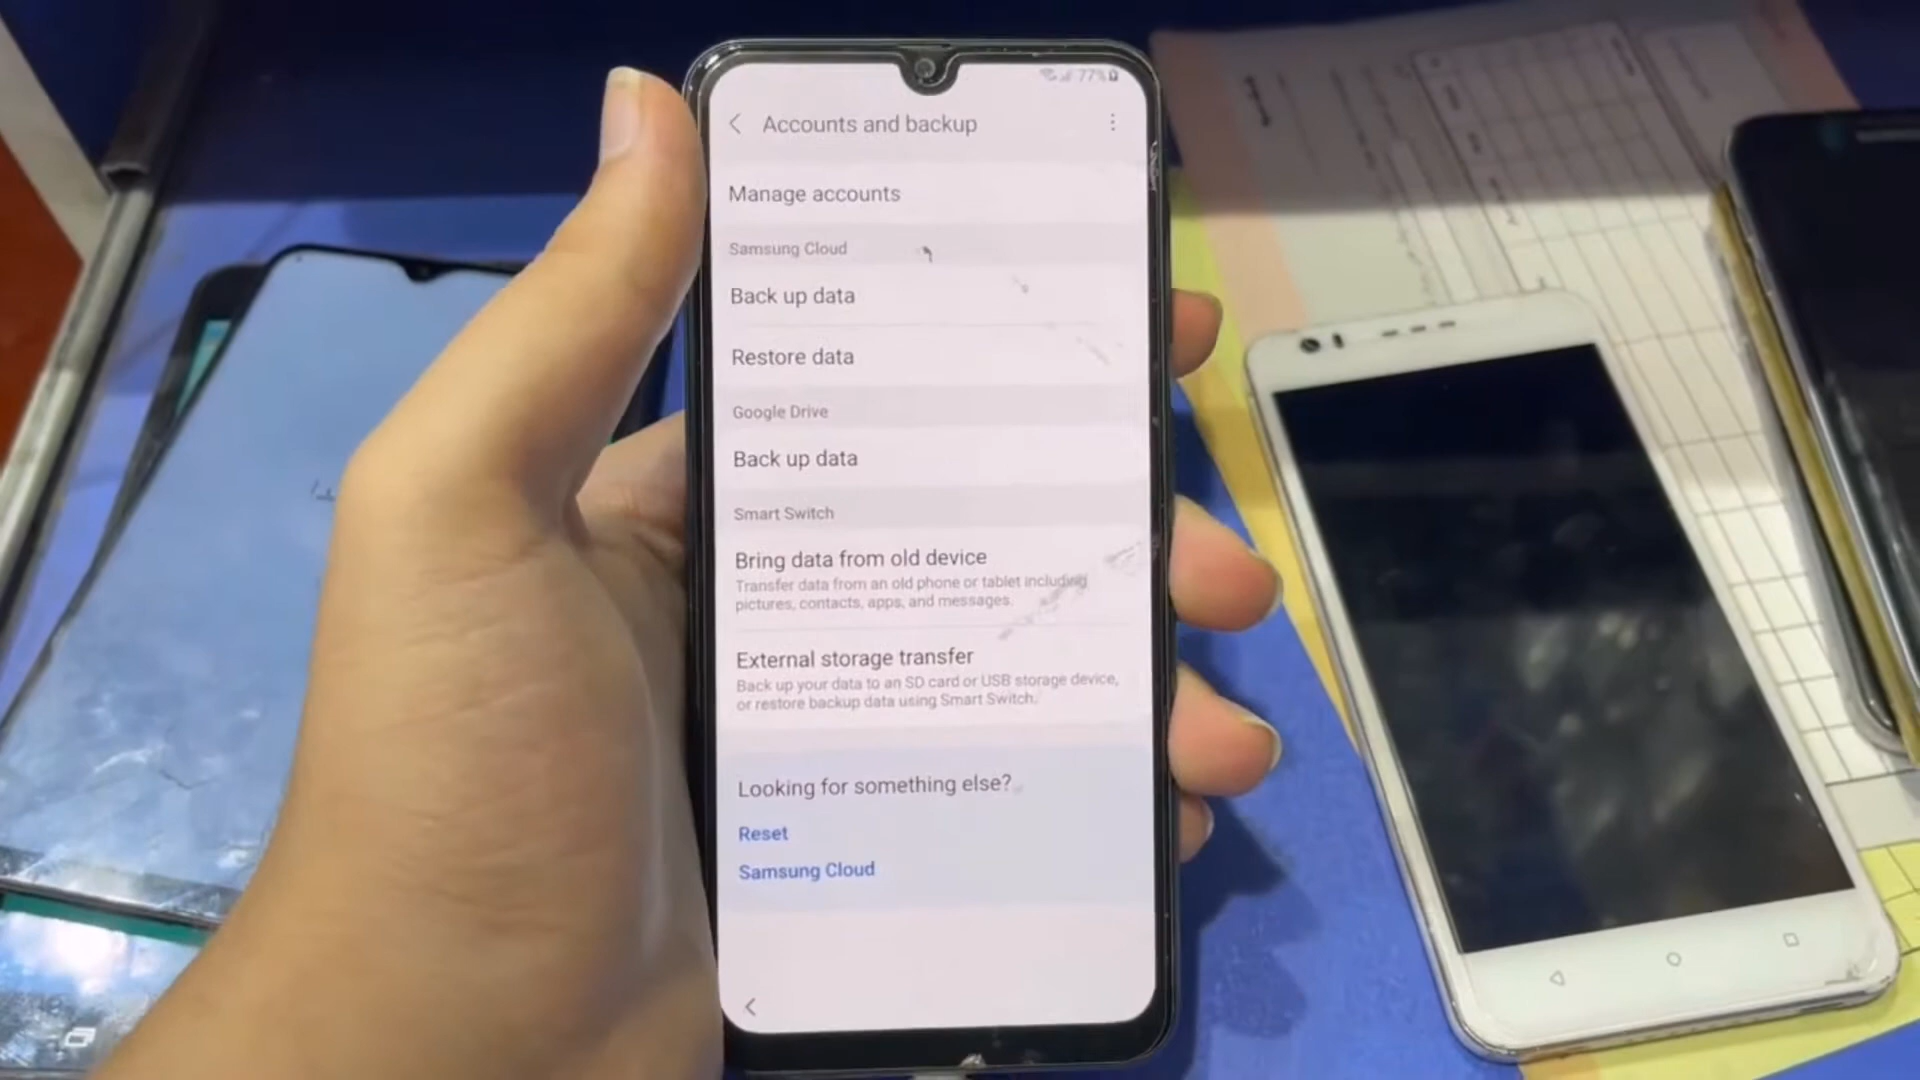 77%
Accounts and backup
Manage accounts
Samsung Cloud
Back up data
Restore data
Google Drive
Back up data
Smart Switch
Bring data from old device
Transfer data from an old phone or tablet including
pictures, contacts, apps, and messages.
External storage transfer
Back up your data to an SD card or USB storage device,
or restore backup data using Smart Switch.
Looking for something else?
Reset
Samsung Cloud